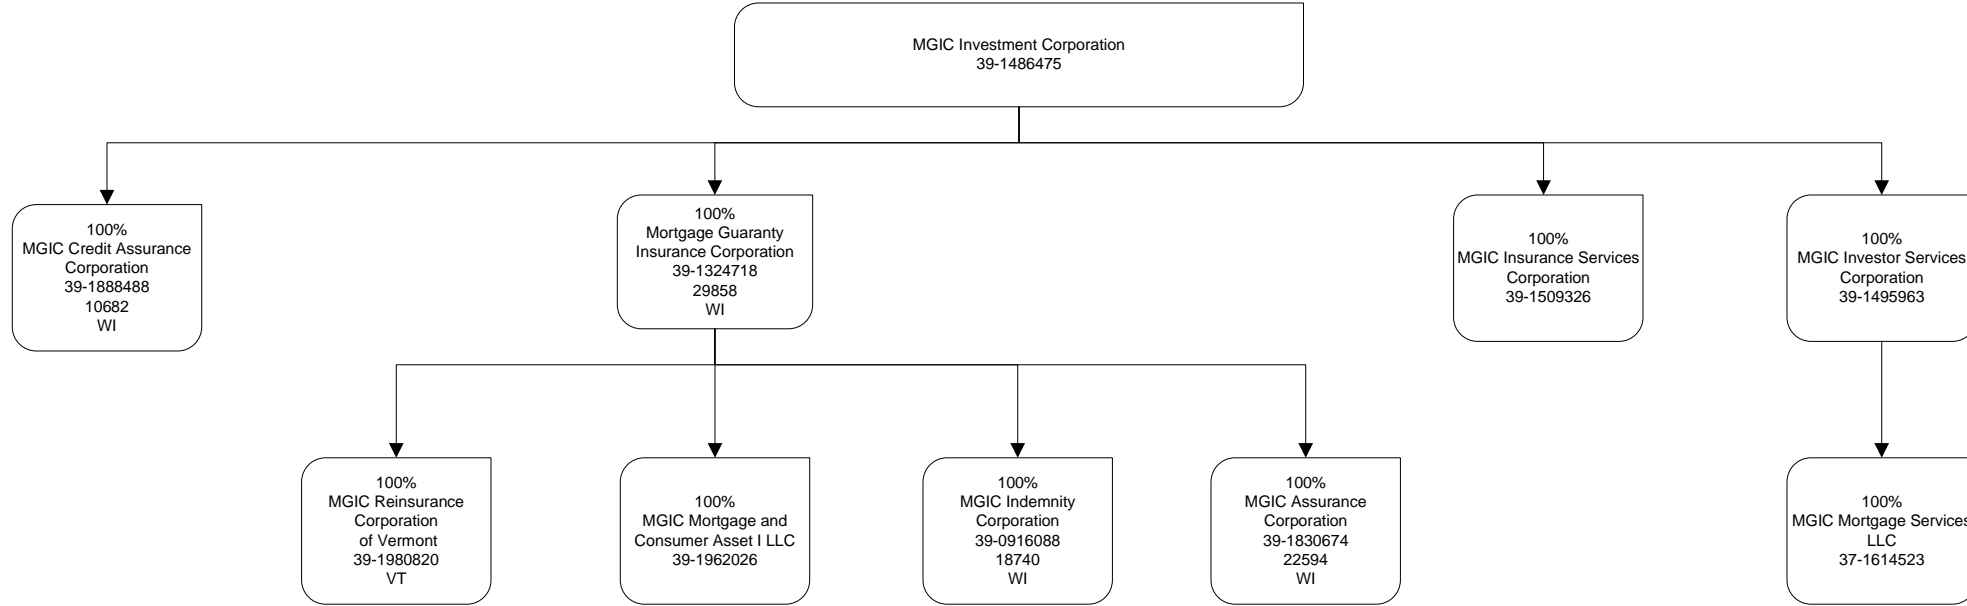 MGIC Investment Corporation
39-1486475
100%
MGIC Credit Assurance
Corporation
39-1888488
10682
WI
100%
Mortgage Guaranty
Insurance Corporation
39-1324718
29858
WI
100%
MGIC Insurance Services
Corporation
39-1509326
100%
MGIC Investor Services
Corporation
39-1495963
100%
MGIC Reinsurance
Corporation
of Vermont
39-1980820
VT
100%
MGIC Mortgage and
Consumer Asset I LLC
39-1962026
100%
MGIC Indemnity
Corporation
39-0916088
18740
WI
100%
MGIC Assurance
Corporation
39-1830674
22594
WI
100%
MGIC Mortgage Services
LLC
37-1614523